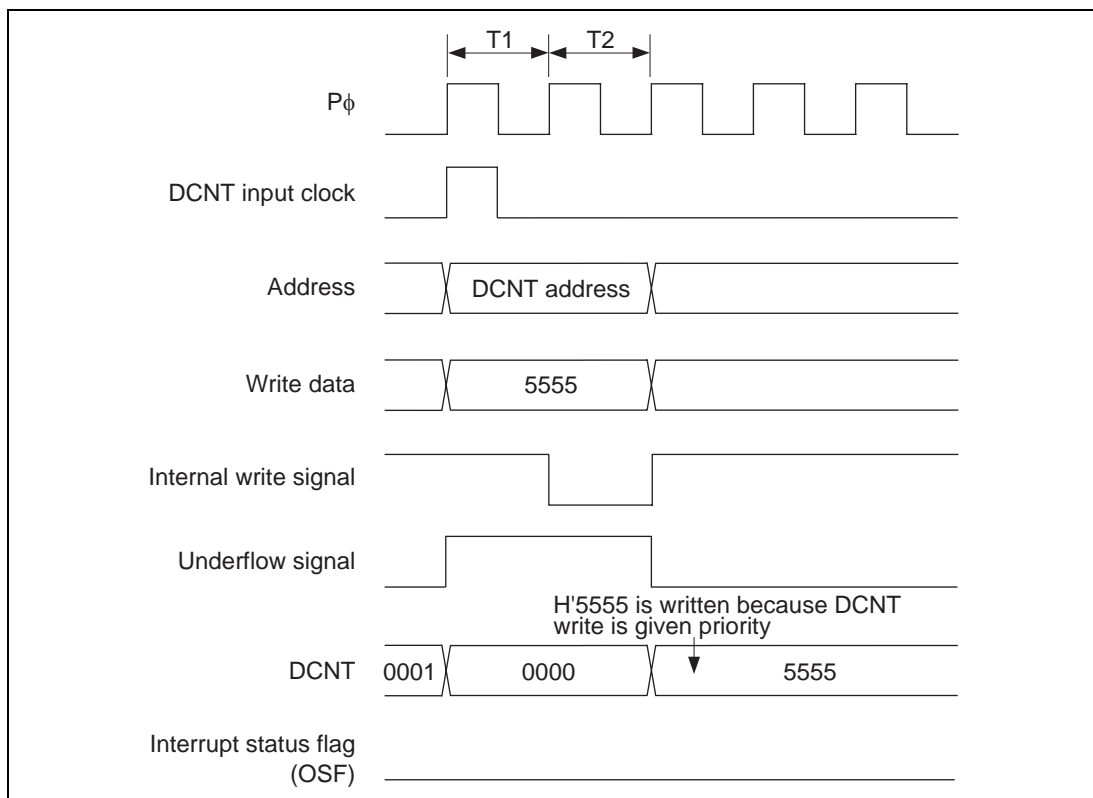 T1 T2
Pϕ
DCNT input clock
Address DCNT address
Write data 5555
Internal write signal
Underflow signal
H'5555 is written because DCNT
write is given priority
DCNT 0001 0000 5555
Interrupt status flag
(OSF)